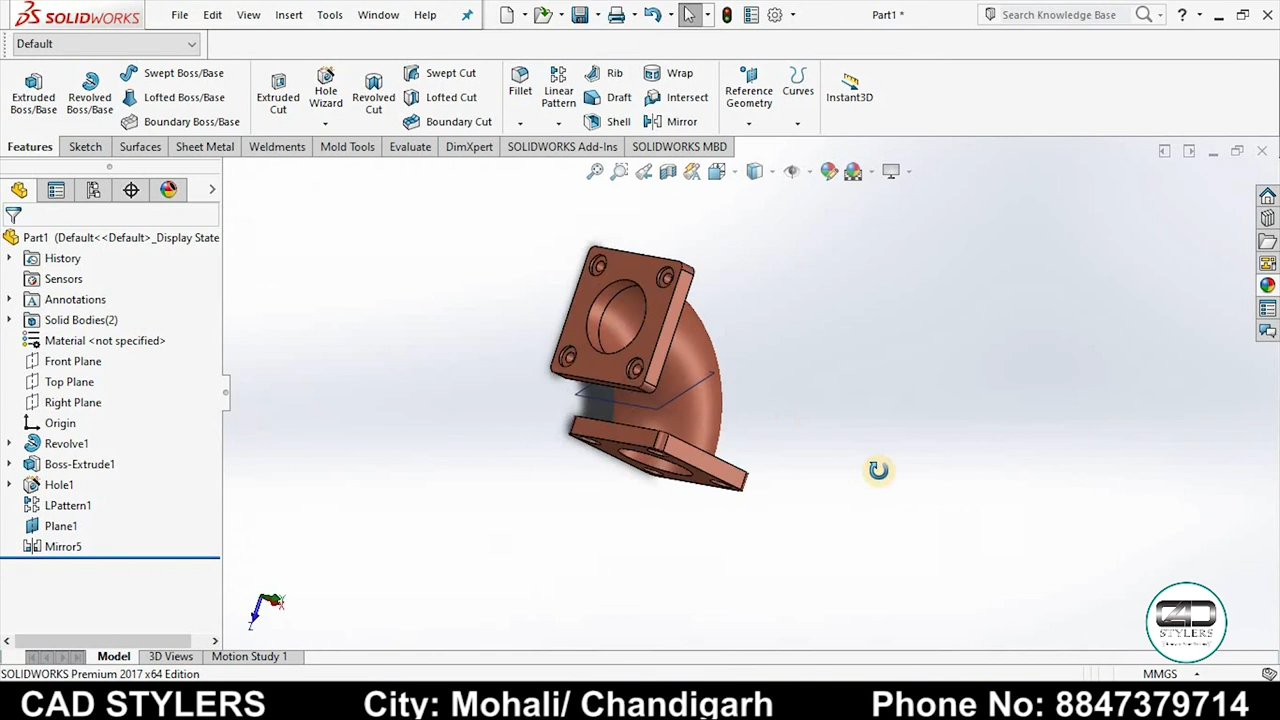 SOLIDWORKS File Edit View Insert Tools Window Help Part1 * Search Knowledge Base ?
Default
Extruded Boss/Base
Revolved Boss/Base
Swept Boss/Base
Lofted Boss/Base
Boundary Boss/Base
Extruded Cut
Hole Wizard
Revolved Cut
Swept Cut
Lofted Cut
Boundary Cut
Fillet
Linear Pattern
Rib
Draft
Shell
Wrap
Intersect
Mirror
Reference Geometry
Curves
Instant3D
Features Sketch Surfaces Sheet Metal Weldments Mold Tools Evaluate DimXpert SOLIDWORKS Add-Ins SOLIDWORKS MBD
Part1 (Default<<Default>_Display State
History
Sensors
Annotations
Solid Bodies(2)
Material <not specified>
Front Plane
Top Plane
Right Plane
Origin
Revolve1
Boss-Extrude1
Hole1
LPattern1
Plane1
Mirror5
Z
X
CAD
STYLERS
Model 3D Views Motion Study 1
SOLIDWORKS Premium 2017 x64 Edition MMGS
CAD STYLERS City: Mohali/ Chandigarh Phone No: 8847379714